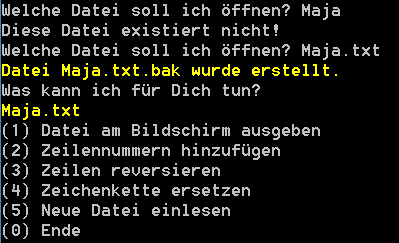 Welche Datei soll ich öffnen? Maja
Diese Datei existiert nicht!
Welche Datei soll ich öffnen? Maja.txt
Datei Maja.txt.bak wurde erstellt.
Was kann ich für Dich tun?
Maja.txt
(1) Datei am Bildschirm ausgeben
(2) Zeilennummern hinzufügen
(3) Zeilen reversieren
(4) Zeichenkette ersetzen
(5) Neue Datei einlesen
(0) Ende